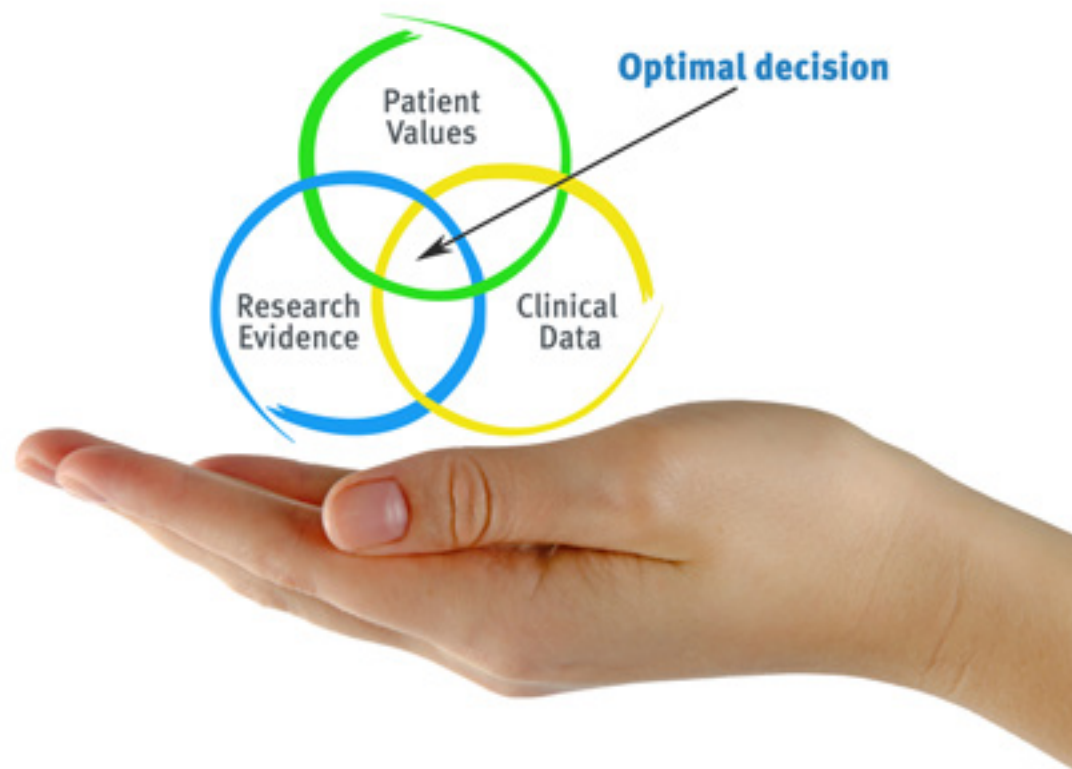 Optimal decision
Patient
Values
Research
Evidence
Clinical
Data